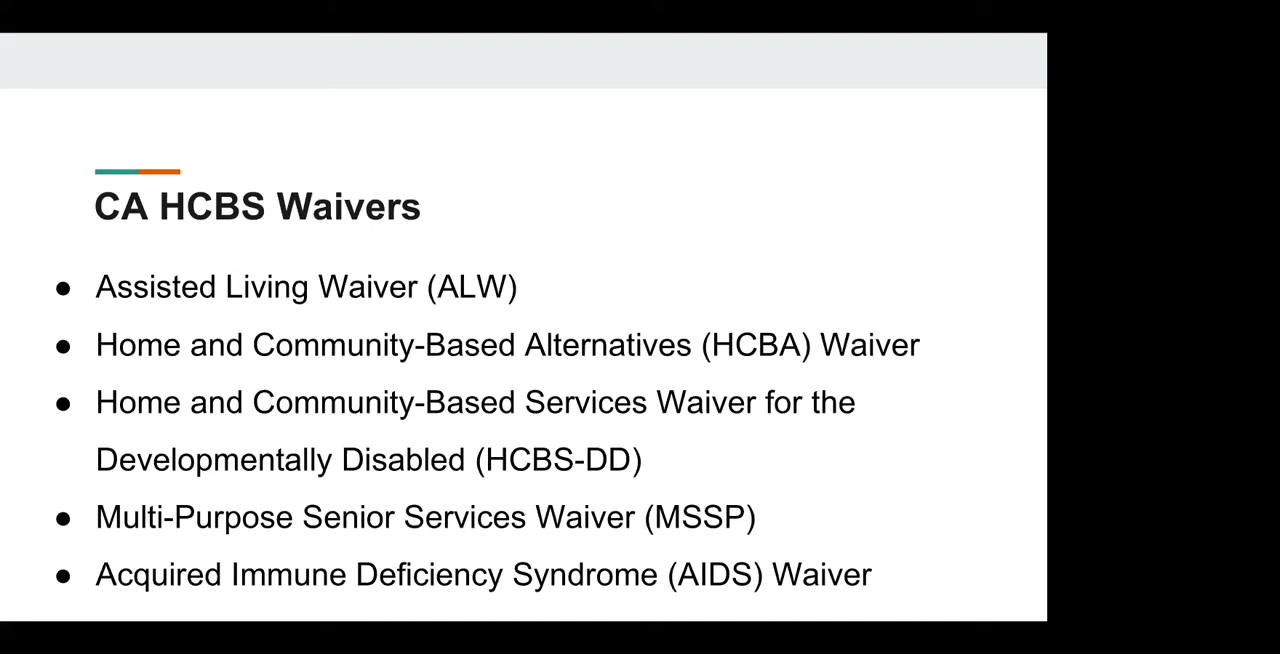 CA HCBS Waivers
● Assisted Living Waiver (ALW)
● Home and Community-Based Alternatives (HCBA) Waiver
● Home and Community-Based Services Waiver for the
Developmentally Disabled (HCBS-DD)
● Multi-Purpose Senior Services Waiver (MSSP)
● Acquired Immune Deficiency Syndrome (AIDS) Waiver